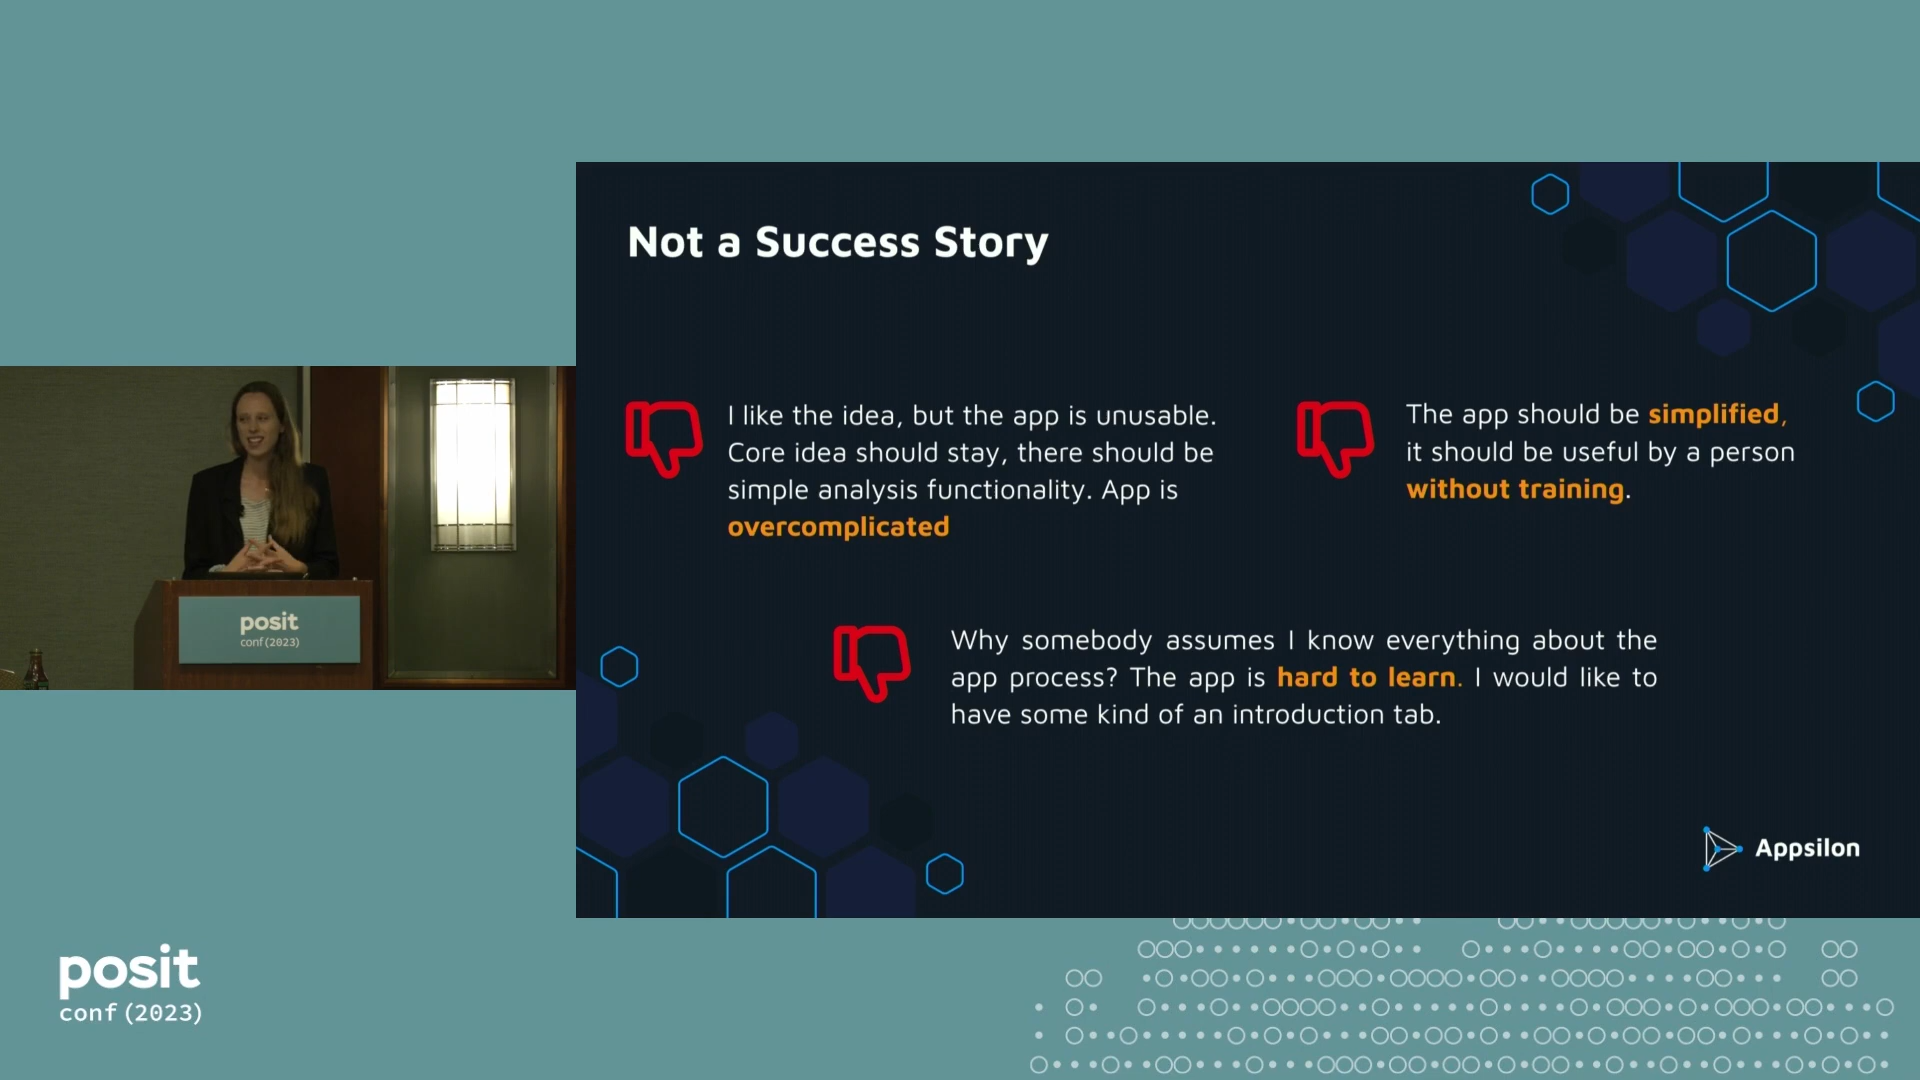 Not a Success Story
I like the idea, but the app is unusable.
Core idea should stay, there should be
simple analysis functionality. App is
overcomplicated
The app should be simplified,
it should be useful by a person
without training.
Why somebody assumes I know everything about the
app process? The app is hard to learn. I would like to
have some kind of an introduction tab.
Appsilon
posit
conf(2023)
posit
conf(2023)